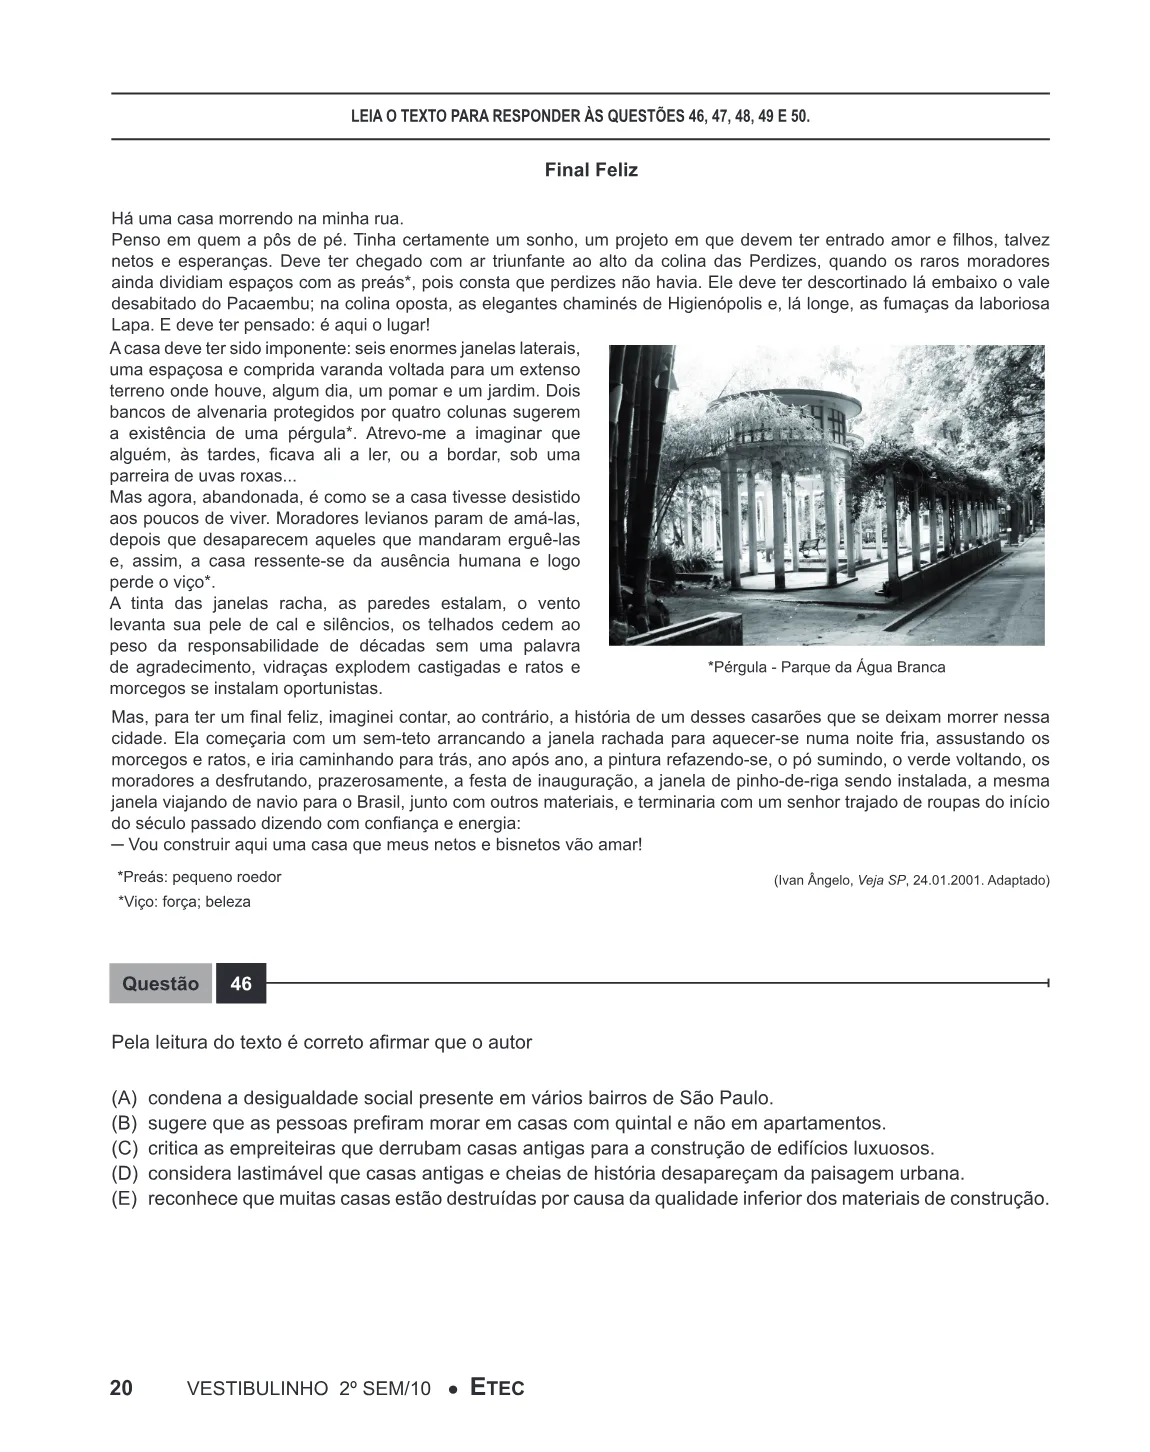 LEIA O TEXTO PARA RESPONDER ÀS QUESTÕES 46, 47, 48, 49 E 50.
Final Feliz
Há uma casa morrendo na minha rua.
Penso em quem a pôs de pé. Tinha certamente um sonho, um projeto em que devem ter entrado amor e filhos, talvez
netos e esperanças. Deve ter chegado com ar triunfante ao alto da colina das Perdizes, quando os raros moradores
ainda dividiam espaços com as preás*, pois consta que perdizes não havia. Ele deve ter descortinado lá embaixo o vale
desabitado do Pacaembu; na colina oposta, as elegantes chaminés de Higienópolis e, lá longe, as fumaças da laboriosa
Lapa. E deve ter pensado: é aqui o lugar!
A casa deve ter sido imponente: seis enormes janelas laterais,
uma espaçosa e comprida varanda voltada para um extenso
terreno onde houve, algum dia, um pomar e um jardim. Dois
bancos de alvenaria protegidos por quatro colunas sugerem
a existência de uma pérgula*. Atrevo-me a imaginar que
alguém, às tardes, ficava ali a ler, ou a bordar, sob uma
parreira de uvas roxas...
Mas agora, abandonada, é como se a casa tivesse desistido
aos poucos de viver. Moradores levianos param de amá-las,
depois que desaparecem aqueles que mandaram erguê-las
e, assim, a casa ressente-se da ausência humana e logo
perde o viço*.
A tinta das janelas racha, as paredes estalam, o vento
levanta sua pele de cal e silêncios, os telhados cedem ao
peso da responsabilidade de décadas sem uma palavra
de agradecimento, vidraças explodem castigadas e ratos e
morcegos se instalam oportunistas.
*Pérgula - Parque da Água Branca
Mas, para ter um final feliz, imaginei contar, ao contrário, a história de um desses casarões que se deixam morrer nessa
cidade. Ela começaria com um sem-teto arrancando a janela rachada para aquecer-se numa noite fria, assustando os
morcegos e ratos, e iria caminhando para trás, ano após ano, a pintura refazendo-se, o pó sumindo, o verde voltando, os
moradores a desfrutando, prazerosamente, a festa de inauguração, a janela de pinho-de-riga sendo instalada, a mesma
janela viajando de navio para o Brasil, junto com outros materiais, e terminaria com um senhor trajado de roupas do início
do século passado dizendo com confiança e energia:
─ Vou construir aqui uma casa que meus netos e bisnetos vão amar!
*Preás: pequeno roedor
(Ivan Ângelo, Veja SP, 24.01.2001. Adaptado)
*Viço: força; beleza
Questão 46
Pela leitura do texto é correto afirmar que o autor
(A) condena a desigualdade social presente em vários bairros de São Paulo.
(B) sugere que as pessoas prefiram morar em casas com quintal e não em apartamentos.
(C) critica as empreiteiras que derrubam casas antigas para a construção de edifícios luxuosos.
(D) considera lastimável que casas antigas e cheias de história desapareçam da paisagem urbana.
(E) reconhece que muitas casas estão destruídas por causa da qualidade inferior dos materiais de construção.
20 VESTIBULINHO 2º SEM/10 ● ETEC